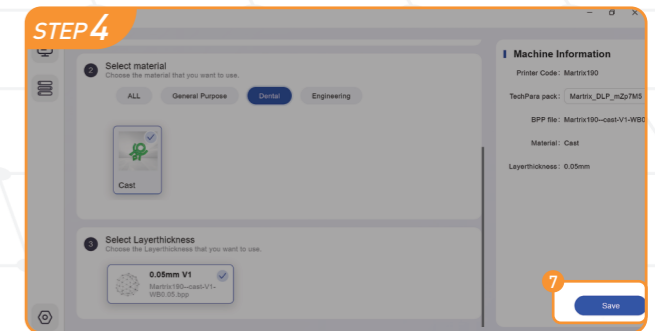 STEP 4
2 Select material
Choose the material that you want to use.
ALL General Purpose Dental Engineering
Cast
3 Select Layerthickness
Choose the Layerthickness that you want to use.
0.05mm V1
Martrix190--cast-V1-
WB0.05.bpp
Machine Information
Printer Code: Martrix190
TechPara pack: Martrix_DLP_mZp7M5
BPP file: Martrix190--cast-V1-WB0
Material: Cast
Layerthickness: 0.05mm
7
Save